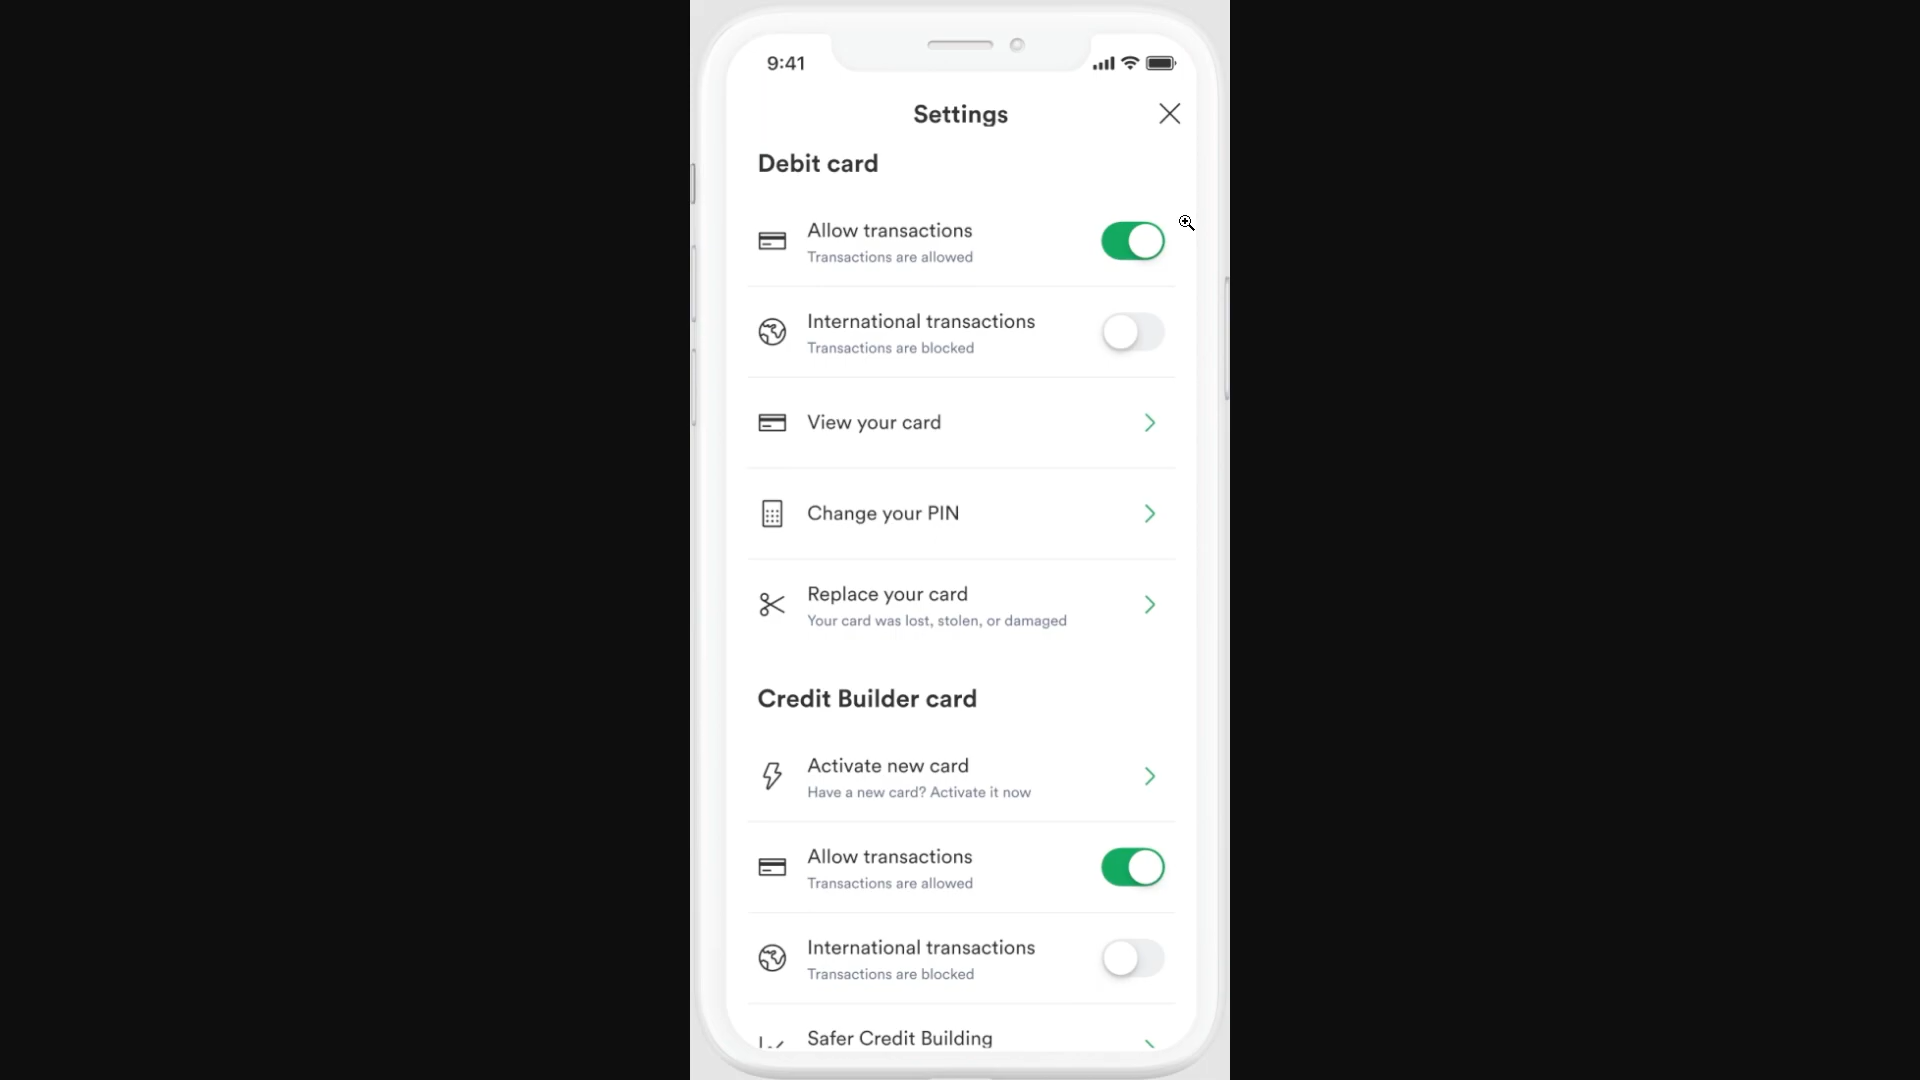 9:41
Settings
Debit card
Allow transactions
Transactions are allowed
International transactions
Transactions are blocked
View your card
Change your PIN
Replace your card
Your card was lost, stolen, or damaged
Credit Builder card
Activate new card
Have a new card? Activate it now
Allow transactions
Transactions are allowed
International transactions
Transactions are blocked
Safer Credit Building